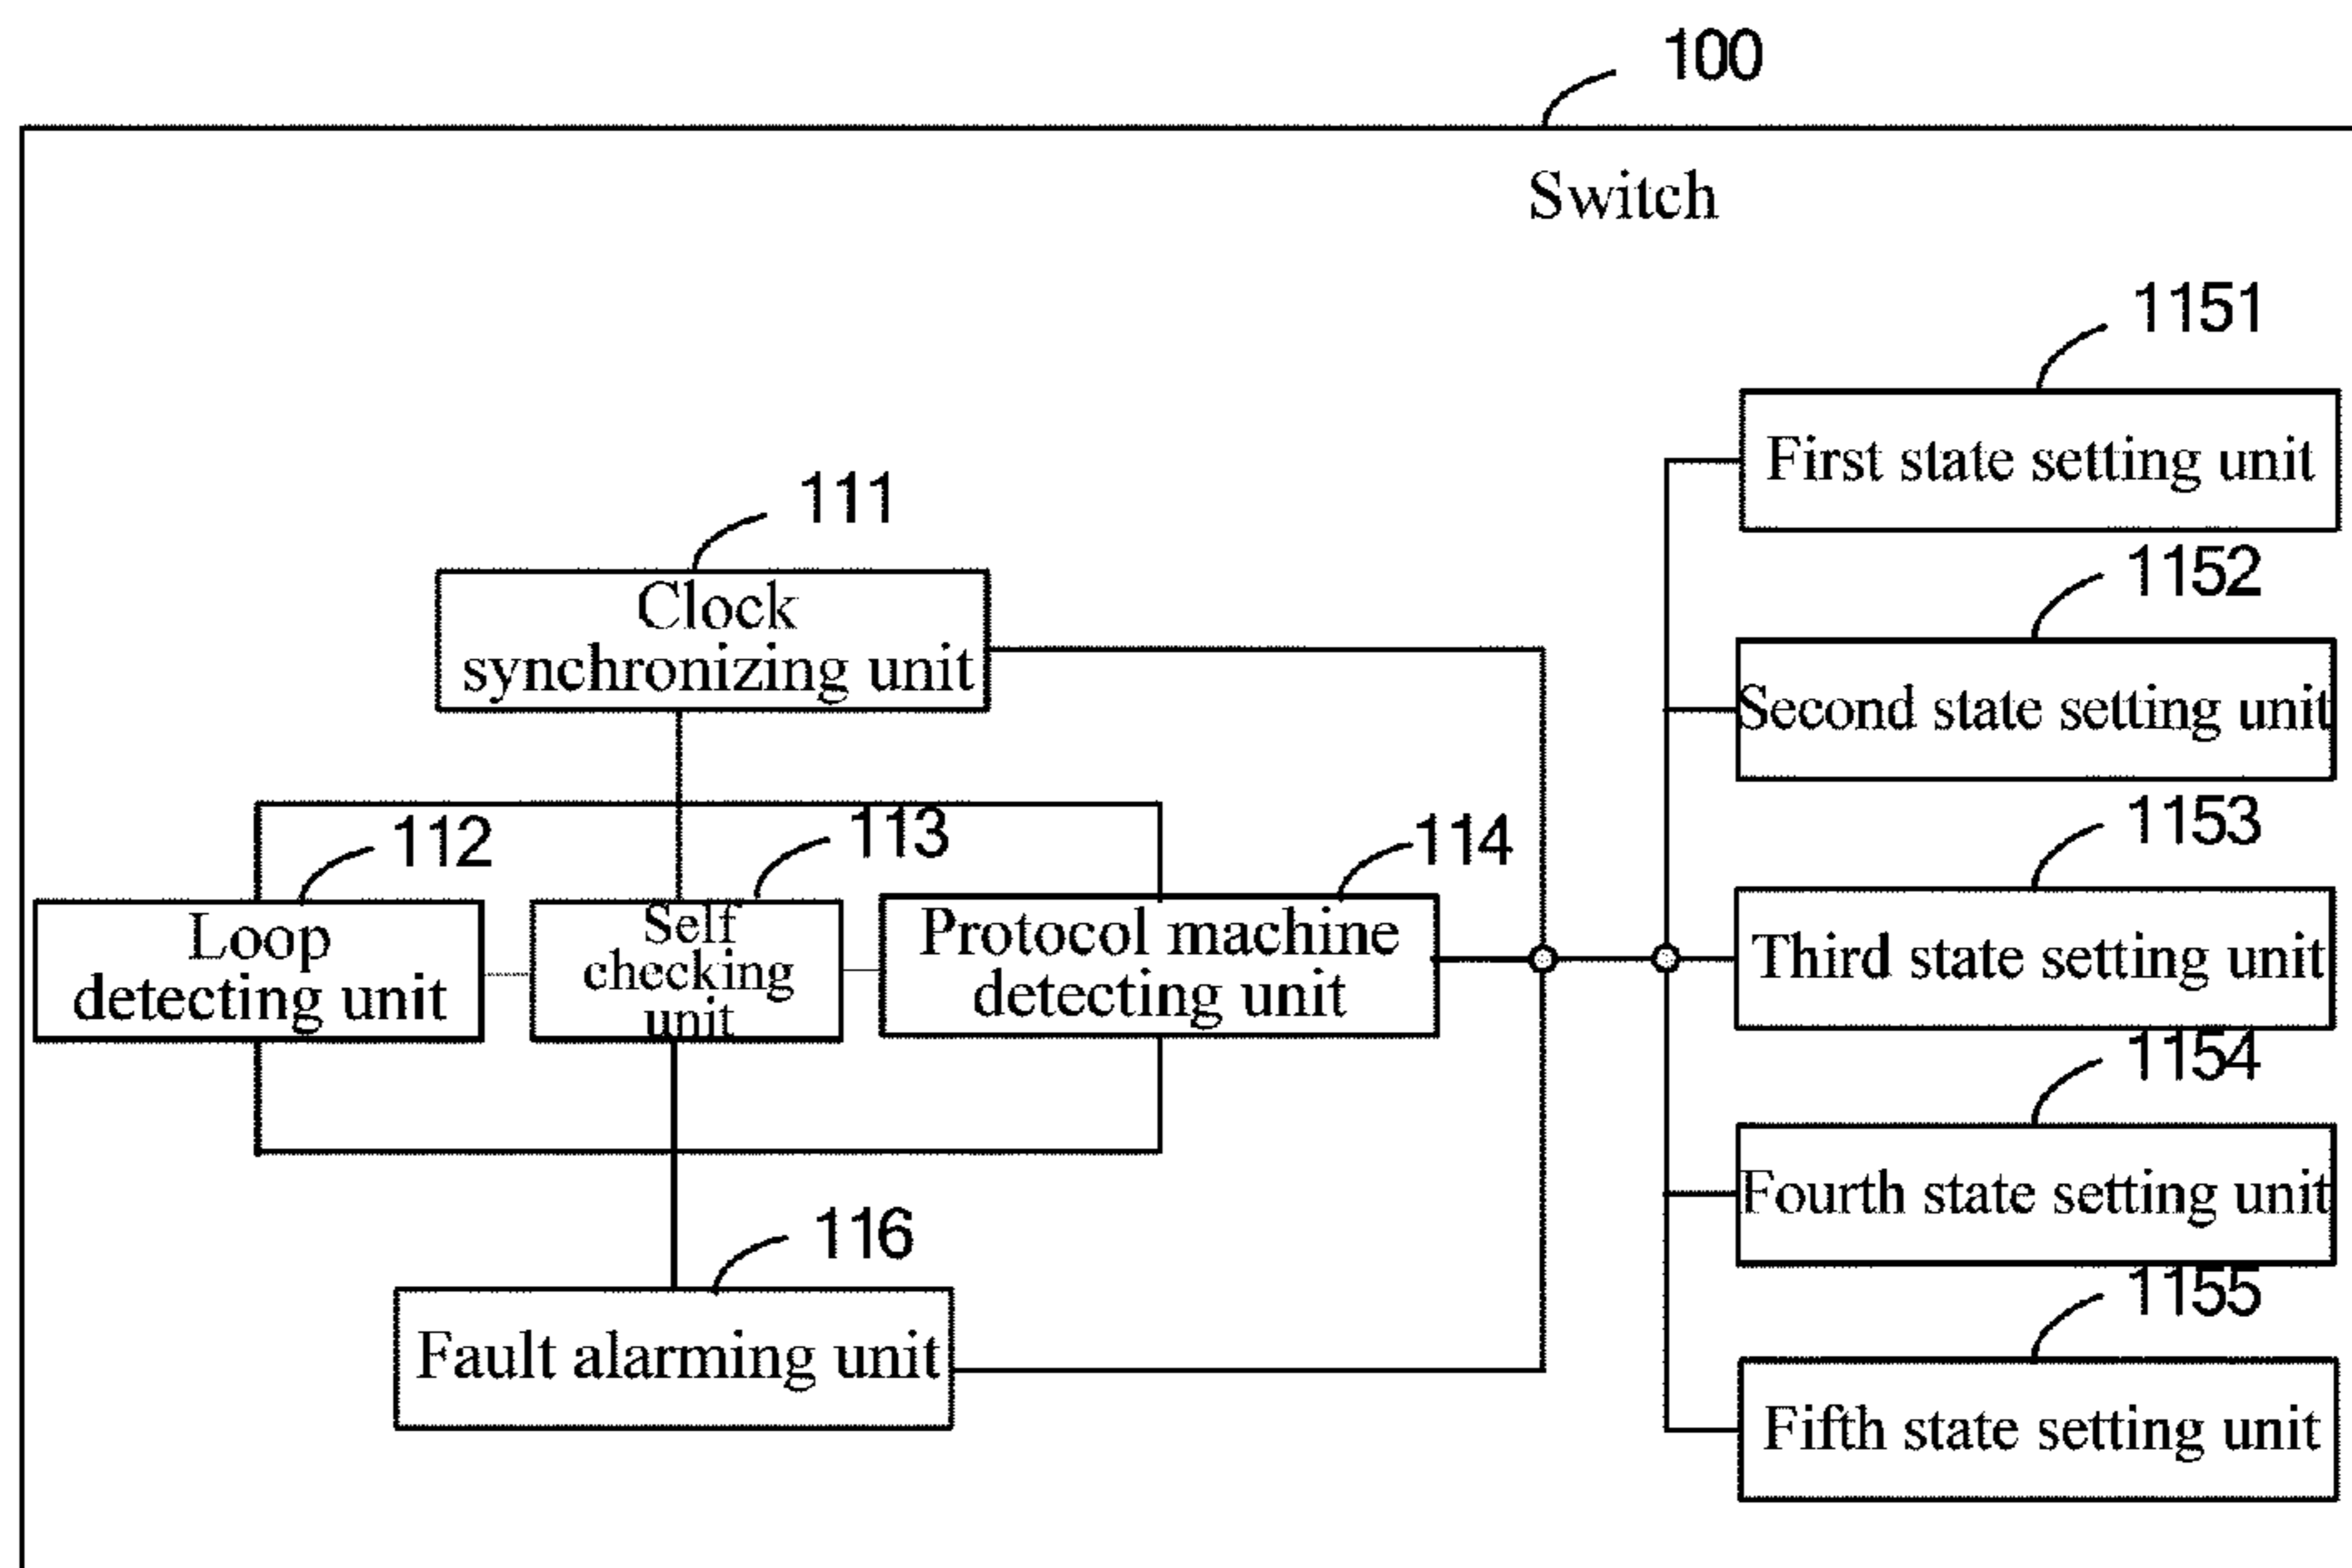 100
Switch
1151
First state setting unit
111
1152
Clock
synchronizing unit
Second state setting unit
112
113
114
1153
Loop
detecting unit
Self
checking
unit
Protocol machine
detecting unit
Third state setting unit
1154
Fourth state setting unit
116
1155
Fault alarming unit
Fifth state setting unit